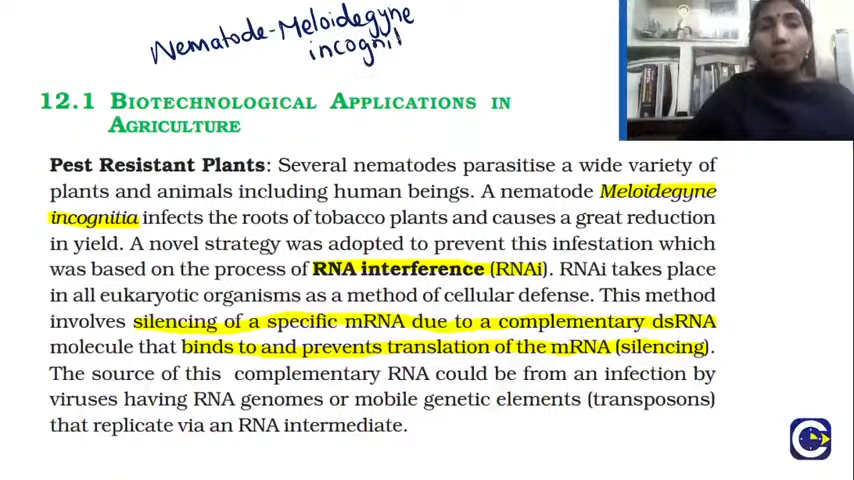 Nematode-Meloidegyne
incognit
12.1 BIOTECHNOLOGICAL APPLICATIONS IN
AGRICULTURE
Pest Resistant Plants: Several nematodes parasitise a wide variety of
plants and animals including human beings. A nematode Meloidegyne
incognitia infects the roots of tobacco plants and causes a great reduction
in yield. A novel strategy was adopted to prevent this infestation which
was based on the process of RNA interference (RNAi). RNAi takes place
in all eukaryotic organisms as a method of cellular defense. This method
involves silencing of a specific mRNA due to a complementary dsRNA
molecule that binds to and prevents translation of the mRNA (silencing).
The source of this complementary RNA could be from an infection by
viruses having RNA genomes or mobile genetic elements (transposons)
that replicate via an RNA intermediate.